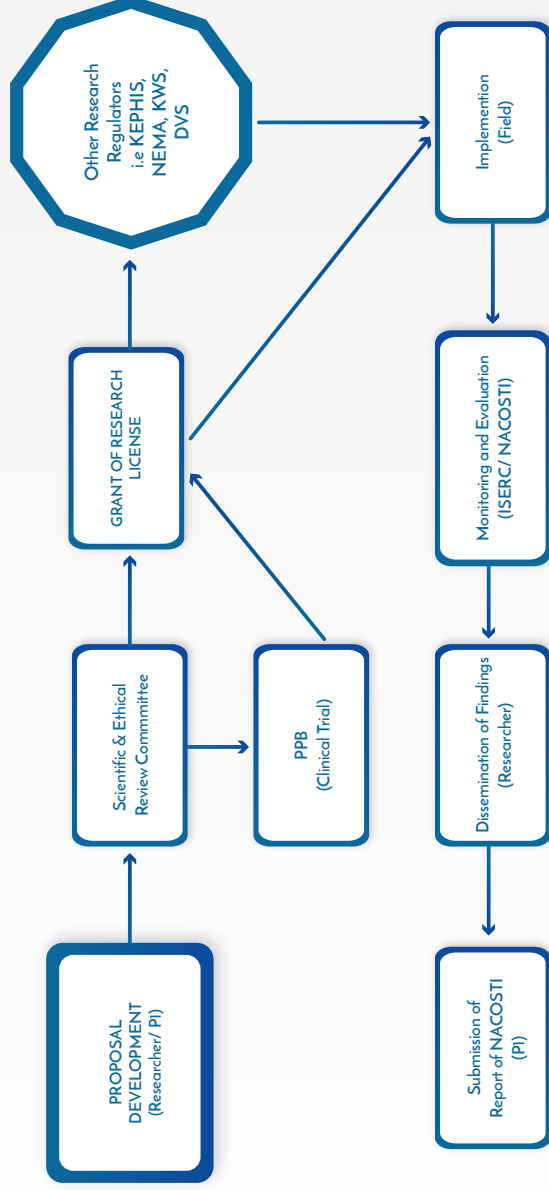 PROPOSAL
DEVELOPMENT
(Researcher/ PI)
Scientific & Ethical
Review Commmittee
PPB
(Clinical Trial)
GRANT OF RESEARCH
LICENSE
Other Research
Regulators
i.e KEPHIS,
NEMA, KWS,
DVS
Implemention
(Field)
Monitoring and Evaluation
(ISERC/ NACOSTI)
Dissemination of Findings
(Researcher)
Submission of
Report of NACOSTI
(PI)